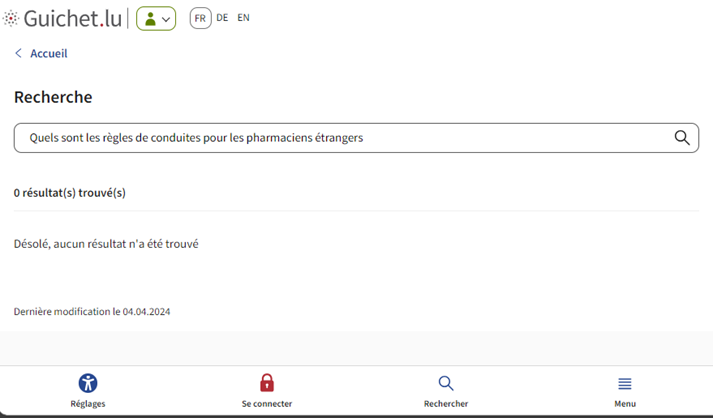 Guichet.lu FR DE EN
Accueil
Recherche
Quels sont les règles de conduites pour les pharmaciens étrangers
0 résultat(s) trouvé(s)
Désolé, aucun résultat n'a été trouvé
Dernière modification le 04.04.2024
Réglages Se connecter Rechercher Menu